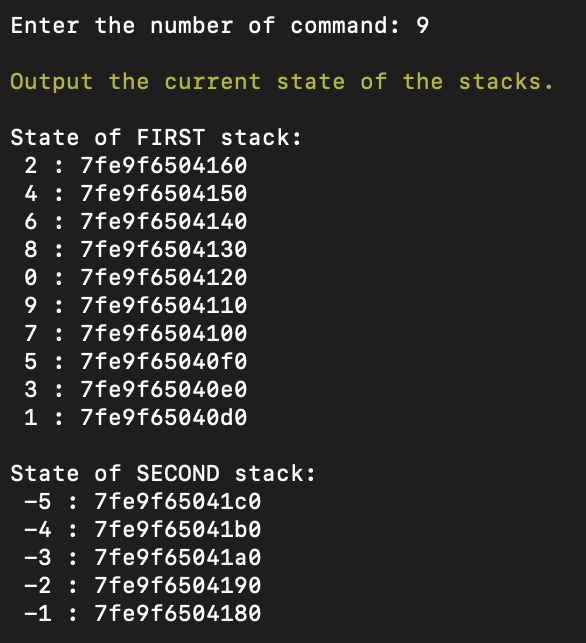 Enter the number of command: 9
Output the current state of the stacks.
State of FIRST stack:
2 : 7fe9f6504160
4 : 7fe9f6504150
6 : 7fe9f6504140
8 : 7fe9f6504130
0 : 7fe9f6504120
9 : 7fe9f6504110
7 : 7fe9f6504100
5 : 7fe9f65040f0
3 : 7fe9f65040e0
1 : 7fe9f65040d0
State of SECOND stack:
-5 : 7fe9f65041c0
-4 : 7fe9f65041b0
-3 : 7fe9f65041a0
-2 : 7fe9f6504190
-1 : 7fe9f6504180